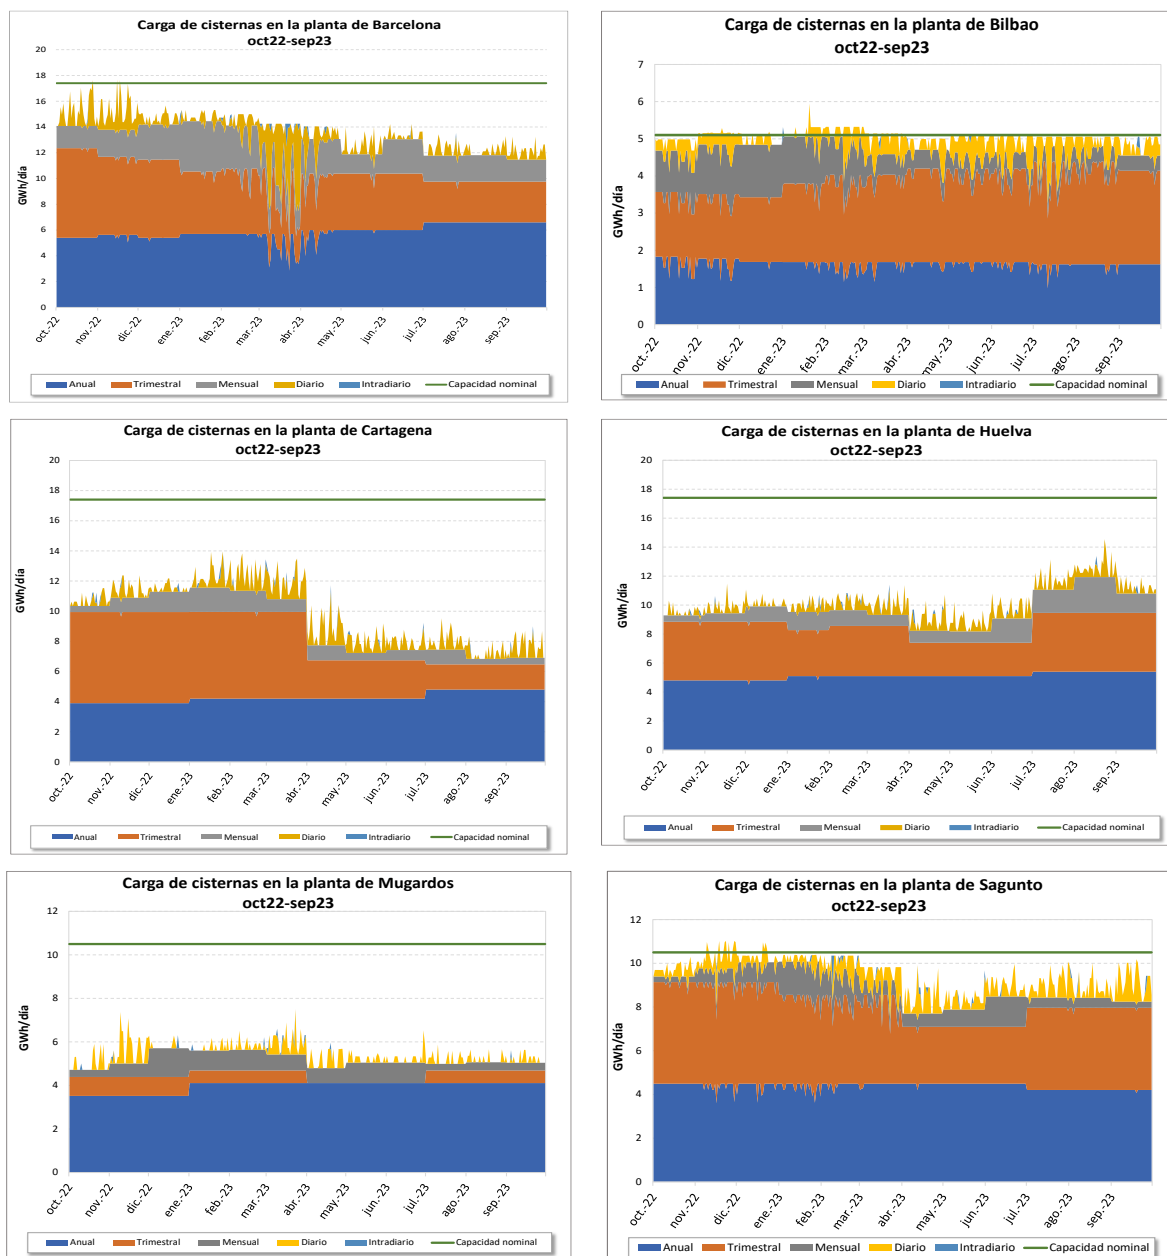 Carga de cisternas en la planta de Barcelona
oct22-sep23
20
18
16
14
12
10
8
6
4
2
0
GWh/día
oct.-22
nov.-22
dic.-22
ene.-23
feb.-23
mar.-23
abr.-23
may.-23
jun.-23
jul.-23
ago.-23
sep.-23
Anual Trimestral Mensual Diario Intradiario Capacidad nominal
Carga de cisternas en la planta de Bilbao
oct22-sep23
7
6
5
4
3
2
1
0
GWh/día
oct.-22
nov.-22
dic.-22
ene.-23
feb.-23
mar.-23
abr.-23
may.-23
jun.-23
jul.-23
ago.-23
sep.-23
Anual Trimestral Mensual Diario Intradiario Capacidad nominal
Carga de cisternas en la planta de Cartagena
oct22-sep23
20
18
16
14
12
10
8
6
4
2
0
GWh/día
oct.-22
nov.-22
dic.-22
ene.-23
feb.-23
mar.-23
abr.-23
may.-23
jun.-23
jul.-23
ago.-23
sep.-23
Anual Trimestral Mensual Diario Intradiario Capacidad nominal
Carga de cisternas en la planta de Huelva
oct22-sep23
20
18
16
14
12
10
8
6
4
2
0
GWh/día
oct.-22
nov.-22
dic.-22
ene.-23
feb.-23
mar.-23
abr.-23
may.-23
jun.-23
jul.-23
ago.-23
sep.-23
Anual Trimestral Mensual Diario Intradiario Capacidad nominal
Carga de cisternas en la planta de Mugardos
oct22-sep23
12
10
8
6
4
2
0
GWh/día
oct.-22
nov.-22
dic.-22
ene.-23
feb.-23
mar.-23
abr.-23
may.-23
jun.-23
jul.-23
ago.-23
sep.-23
Anual Trimestral Mensual Diario Intradiario Capacidad nominal
Carga de cisternas en la planta de Sagunto
oct22-sep23
12
10
8
6
4
2
0
GWh/día
oct.-22
nov.-22
dic.-22
ene.-23
feb.-23
mar.-23
abr.-23
may.-23
jun.-23
jul.-23
ago.-23
sep.-23
Anual Trimestral Mensual Diario Intradiario Capacidad nominal